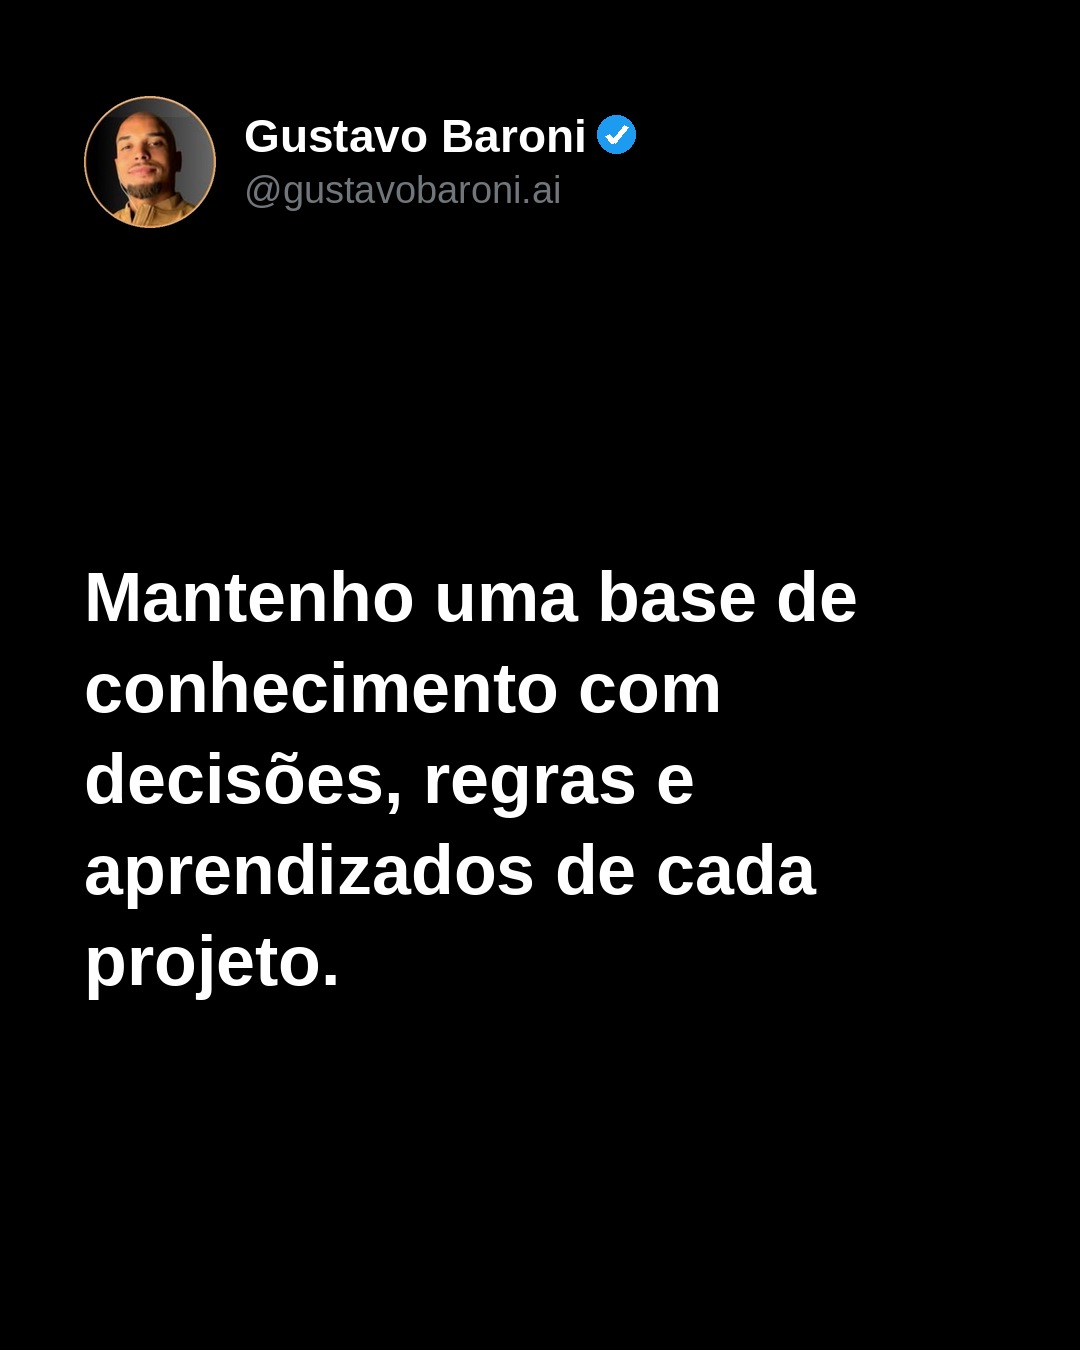 Gustavo Baroni
@gustavobaroni.ai
Mantenho uma base de
conhecimento com
decisões, regras e
aprendizados de cada
projeto.